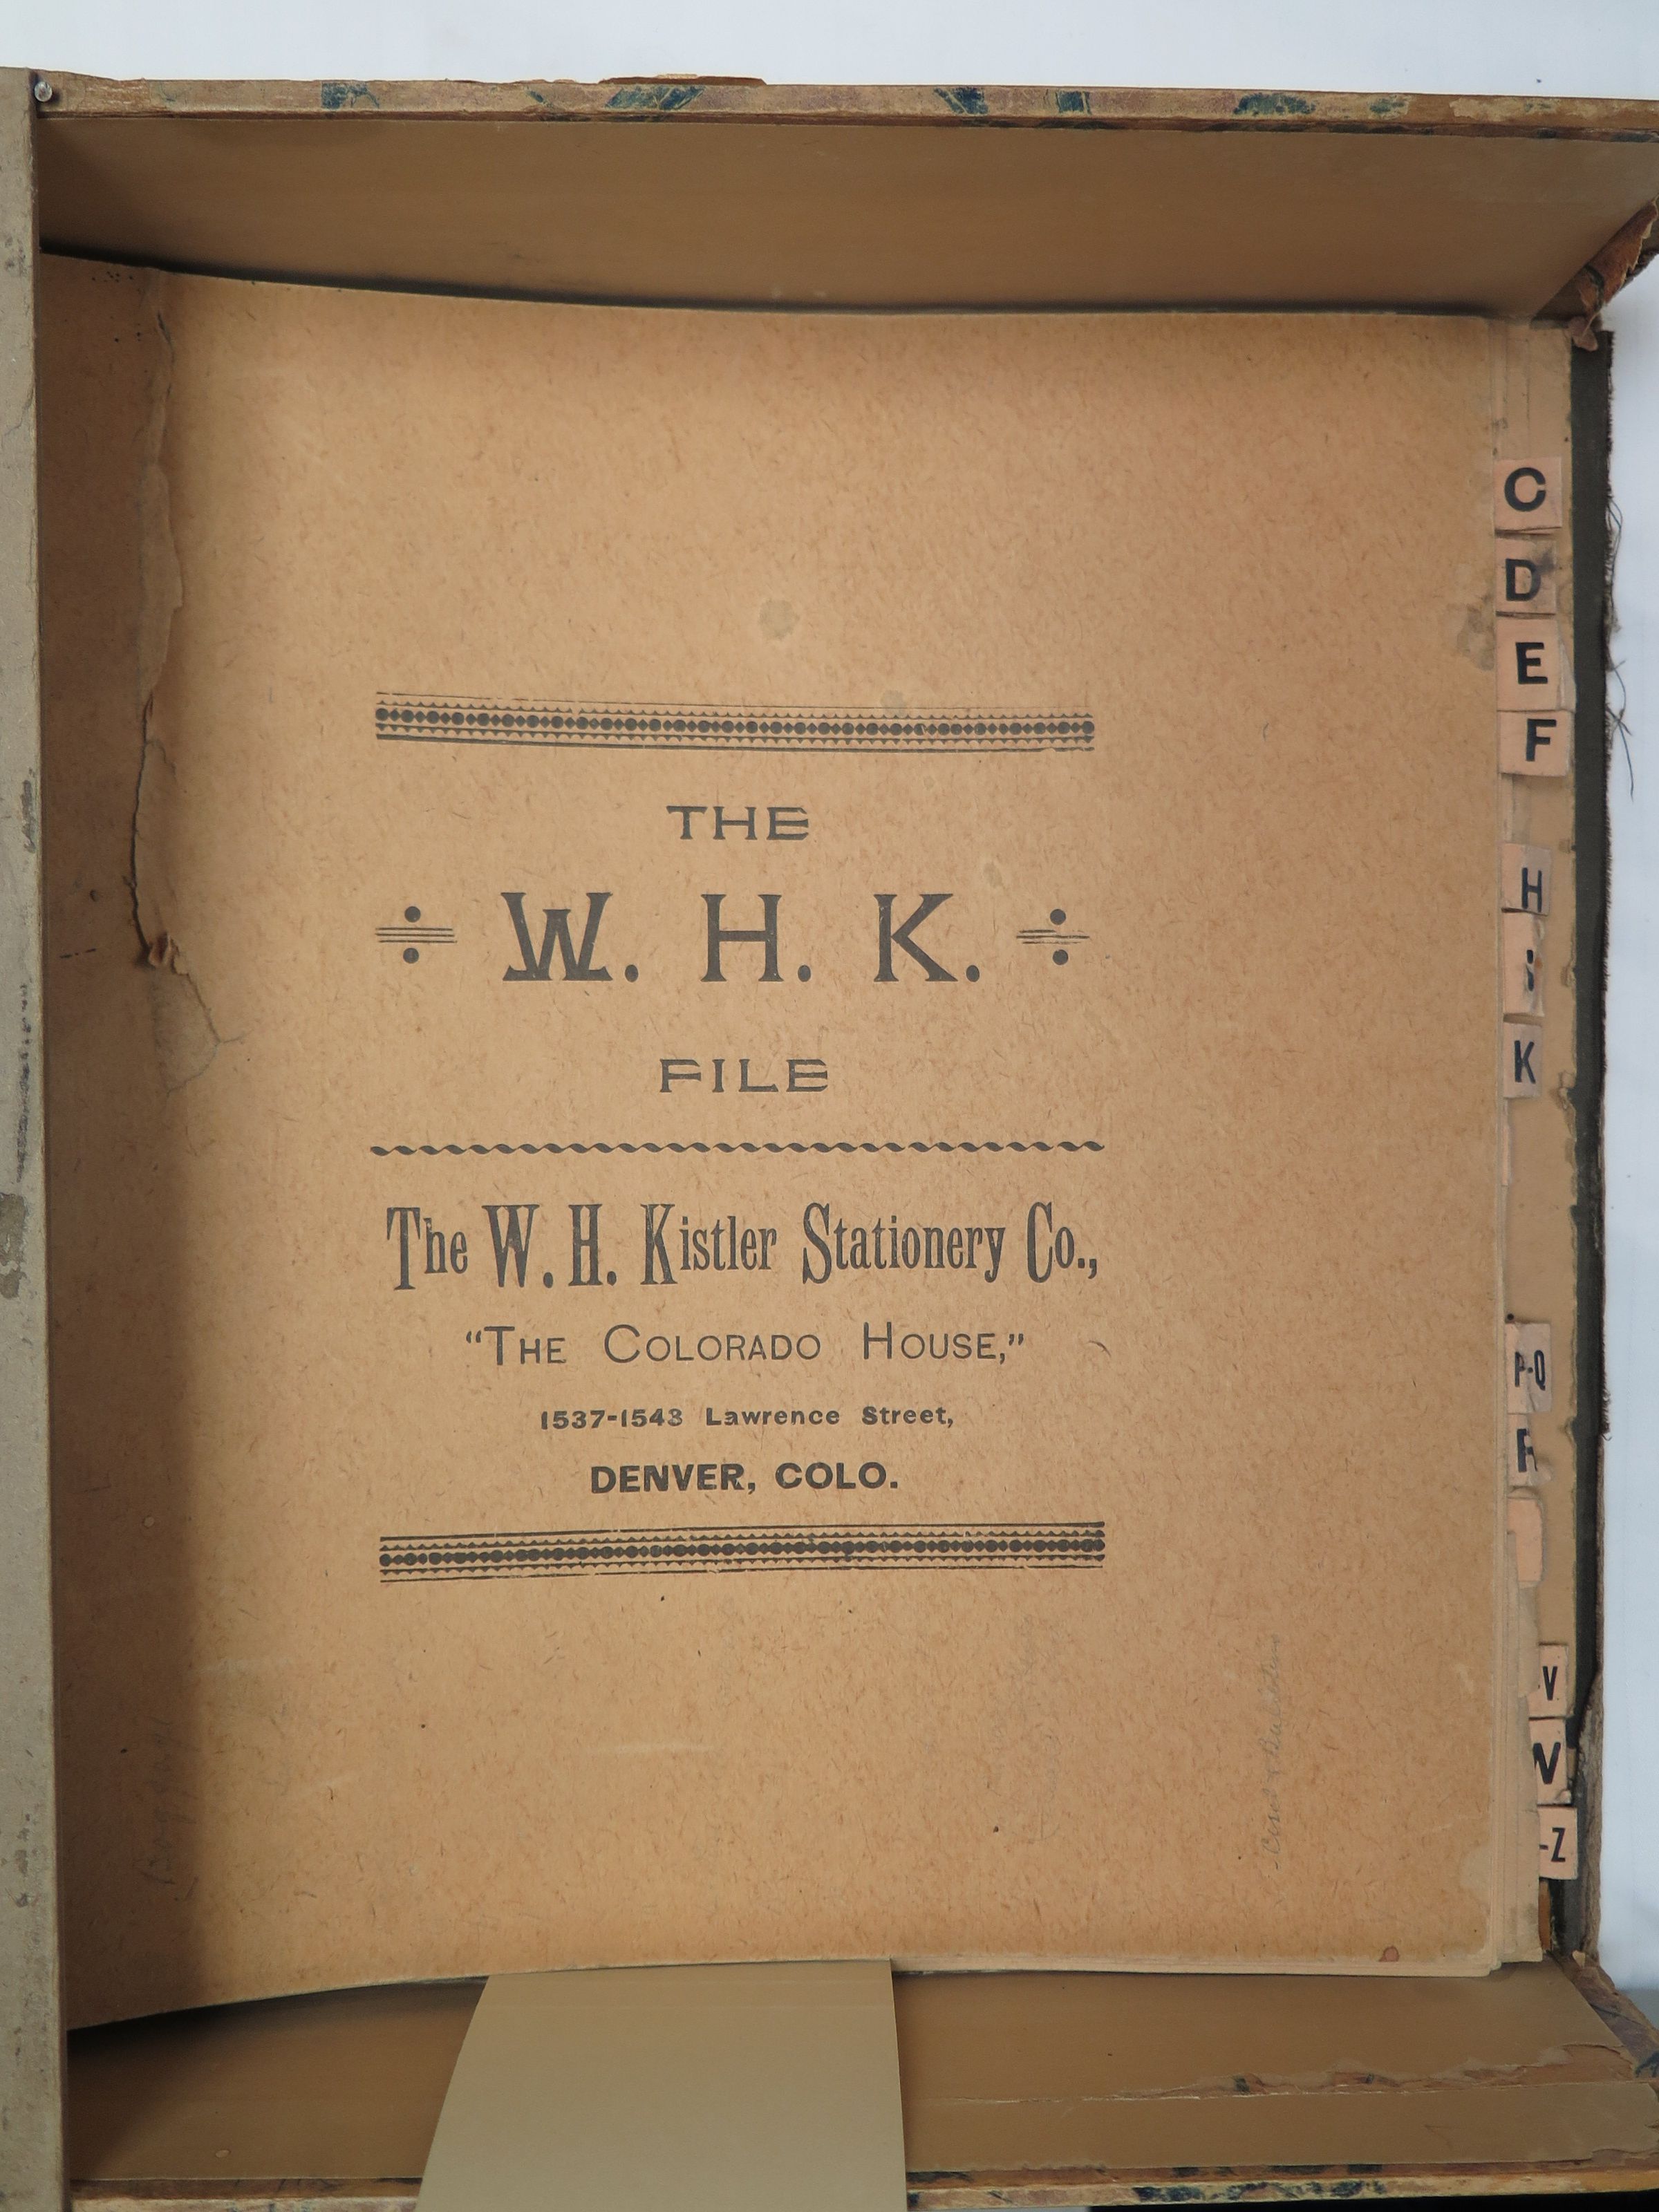 THE
W. H. K.
FILE
The W. H. Kistler Stationery Co.,
"THE COLORADO HOUSE,"
1537-1543 Lawrence Street,
DENVER, COLO.
C
D
E
F
H
K
P-Q
R
V
W
-Z